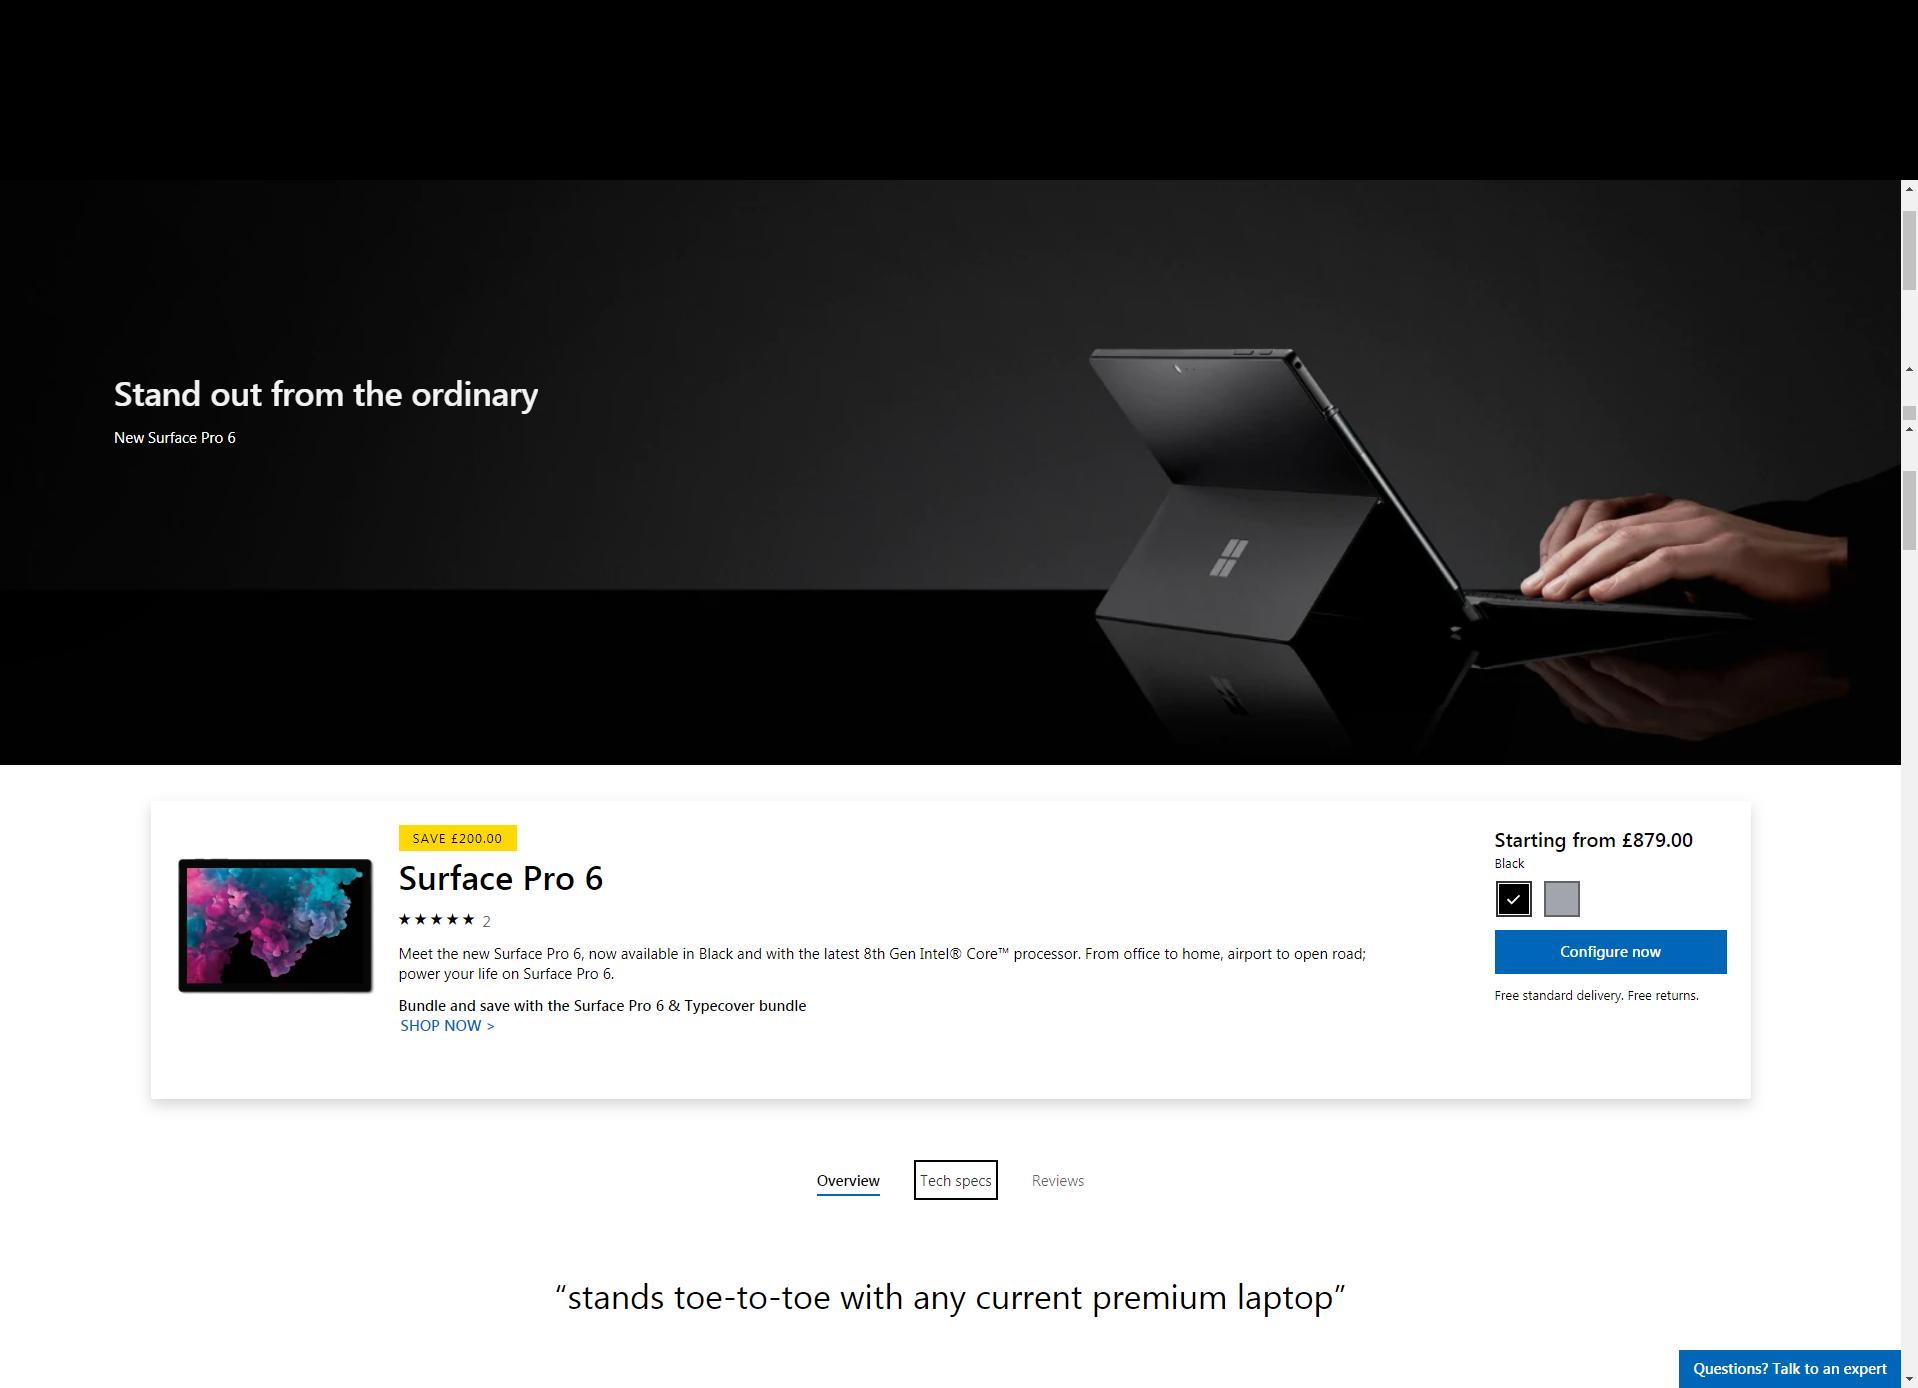 Stand out from the ordinary
New Surface Pro 6
SAVE £200.00
Surface Pro 6
★★★★★ 2
Meet the new Surface Pro 6, now available in Black and with the latest 8th Gen Intel® Core™ processor. From office to home, airport to open road;
power your life on Surface Pro 6.
Bundle and save with the Surface Pro 6 & Typecover bundle
SHOP NOW >
Starting from £879.00
Black
Configure now
Free standard delivery. Free returns.
Overview Tech specs Reviews
“stands toe-to-toe with any current premium laptop”
Questions? Talk to an expert